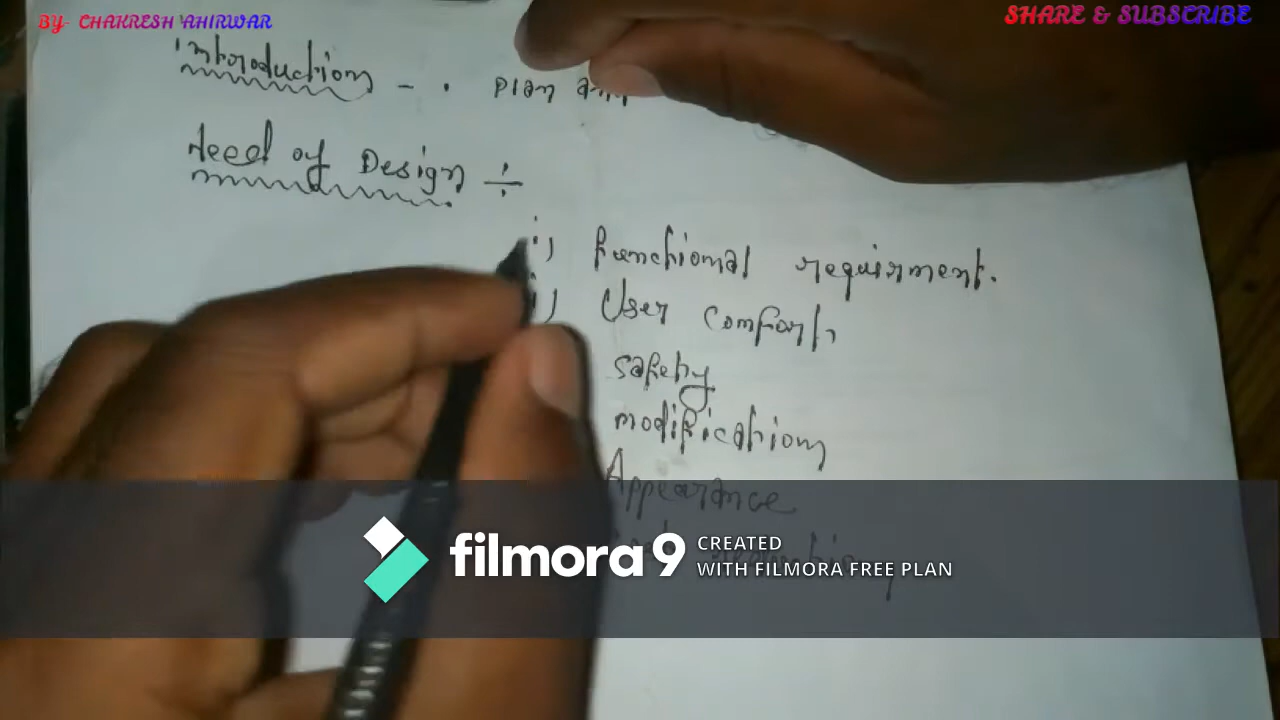 BY- CHAKRESH AHIRWAR
SHARE & SUBSCRIBE
Introduction - . Plan and
Need of Design ÷
i) functional requirment.
i) User Comfort,
safety
modification
Appearance
filmora 9 CREATED
WITH FILMORA FREE PLAN